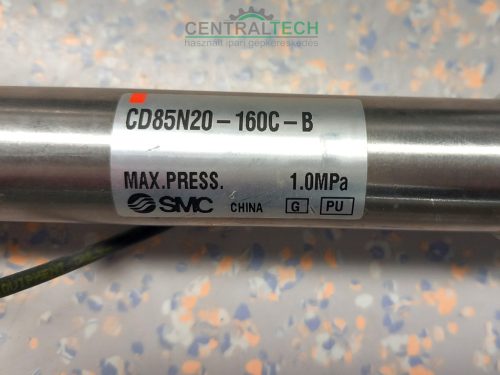 CENTRALTECH
használt ipari gépkereskedés
CD85N20-160C-B
MAX.PRESS. 1.0MPa
SMC CHINA G PU